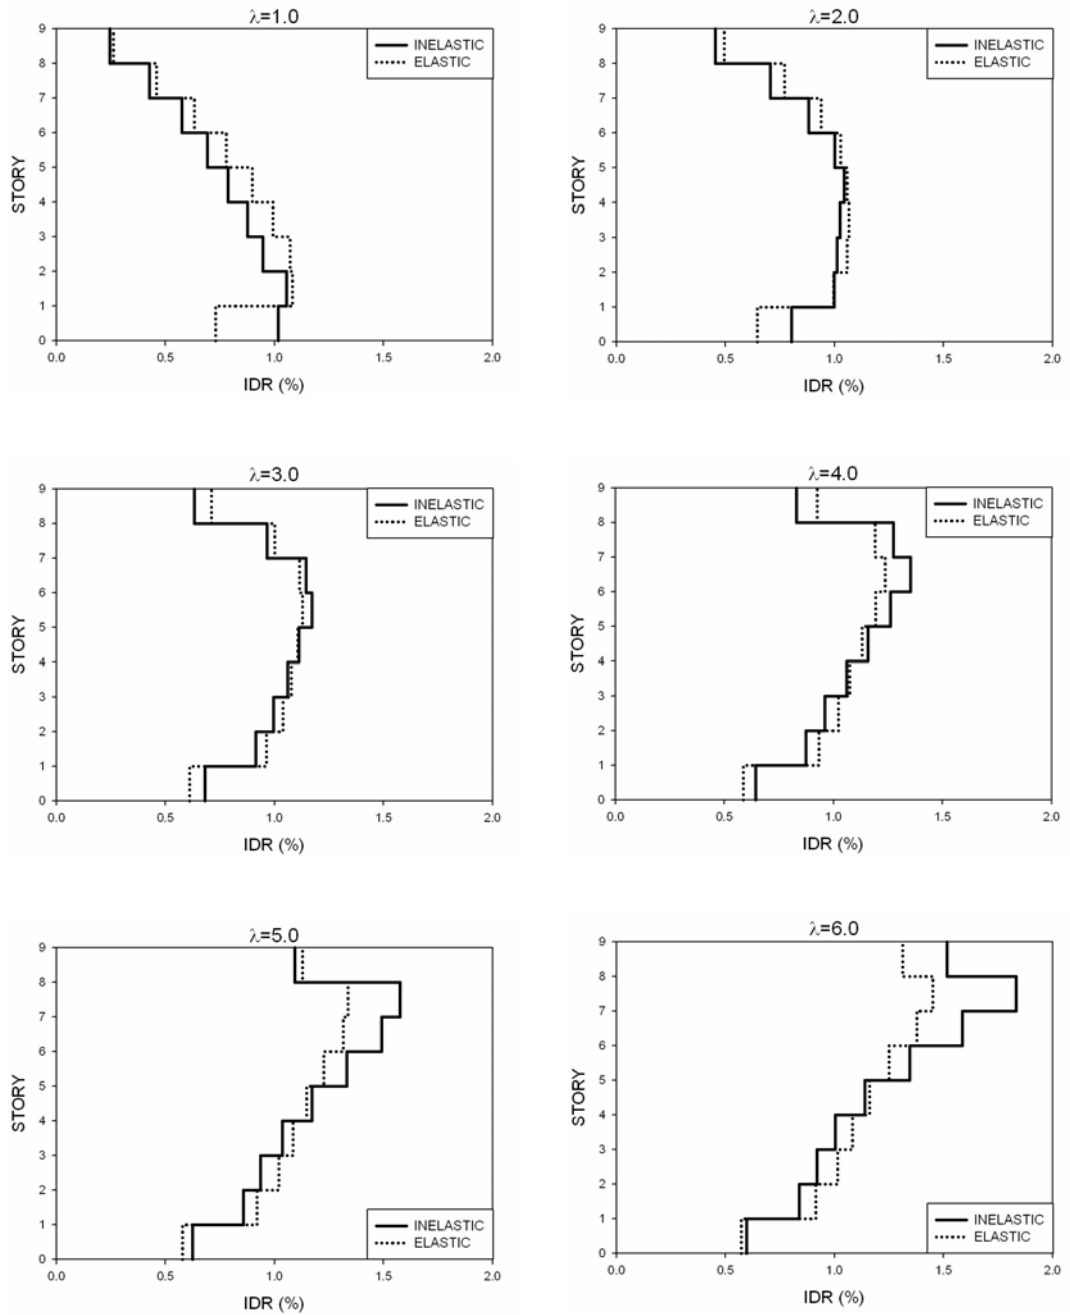 λ=1.0
INELASTIC
ELASTIC
9
8
7
6
5
4
3
2
1
0
STORY
0.0 0.5 1.0 1.5 2.0
IDR (%)
λ=2.0
INELASTIC
ELASTIC
9
8
7
6
5
4
3
2
1
0
STORY
0.0 0.5 1.0 1.5 2.0
IDR (%)
λ=3.0
INELASTIC
ELASTIC
9
8
7
6
5
4
3
2
1
0
STORY
0.0 0.5 1.0 1.5 2.0
IDR (%)
λ=4.0
INELASTIC
ELASTIC
9
8
7
6
5
4
3
2
1
0
STORY
0.0 0.5 1.0 1.5 2.0
IDR (%)
λ=5.0
9
8
7
6
5
4
3
2
1
0
STORY
INELASTIC
ELASTIC
0.0 0.5 1.0 1.5 2.0
IDR (%)
λ=6.0
9
8
7
6
5
4
3
2
1
0
STORY
INELASTIC
ELASTIC
0.0 0.5 1.0 1.5 2.0
IDR (%)